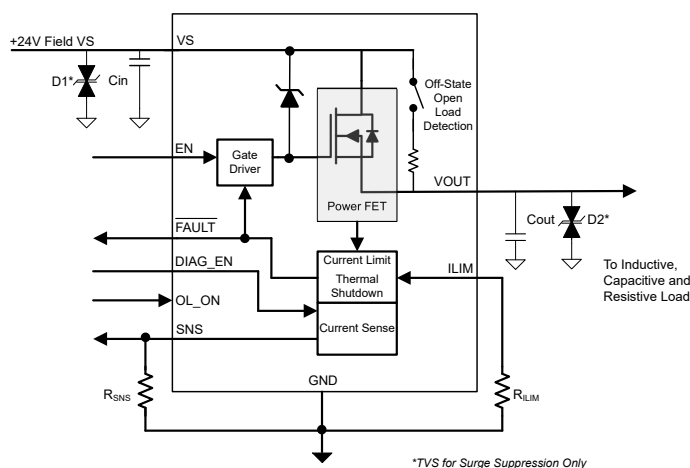 +24V Field VS
VS
D1*
Cin
Off-State
Open
Load
Detection
EN
Gate
Driver
VOUT
Power FET
FAULT
Cout
D2*
DIAG_EN
Current Limit
Thermal
Shutdown
ILIM
To Inductive,
Capacitive and
Resistive Load
OL_ON
SNS
Current Sense
GND
RSNS
RILIM
*TVS for Surge Suppression Only